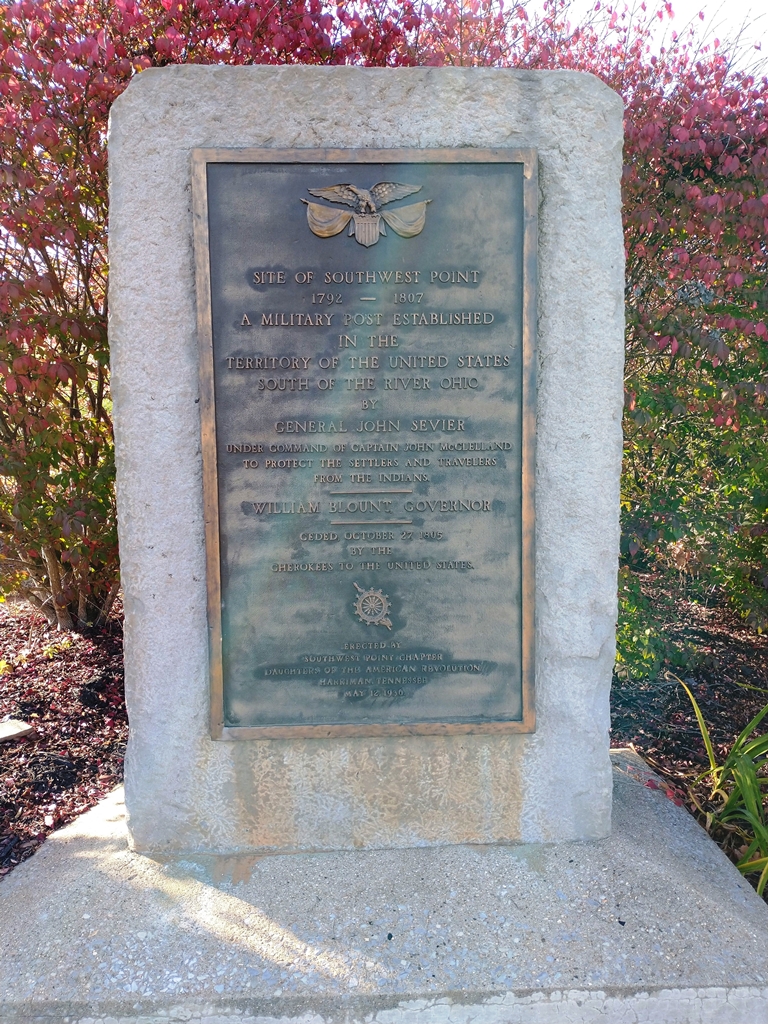 SITE OF SOUTHWEST POINT
1792 — 1807
A MILITARY POST ESTABLISHED
IN THE
TERRITORY OF THE UNITED STATES
SOUTH OF THE RIVER OHIO
BY
GENERAL JOHN SEVIER
UNDER COMMAND OF CAPTAIN JOHN McCLELLAND
TO PROTECT THE SETTLERS AND TRAVELERS
FROM THE INDIANS.
WILLIAM BLOUNT GOVERNOR
CEDED OCTOBER 27 1805
BY THE
CHEROKEES TO THE UNITED STATES.
ERECTED BY
SOUTHWEST POINT CHAPTER
DAUGHTERS OF THE AMERICAN REVOLUTION
HARRIMAN TENNESSEE
MAY 12 1936